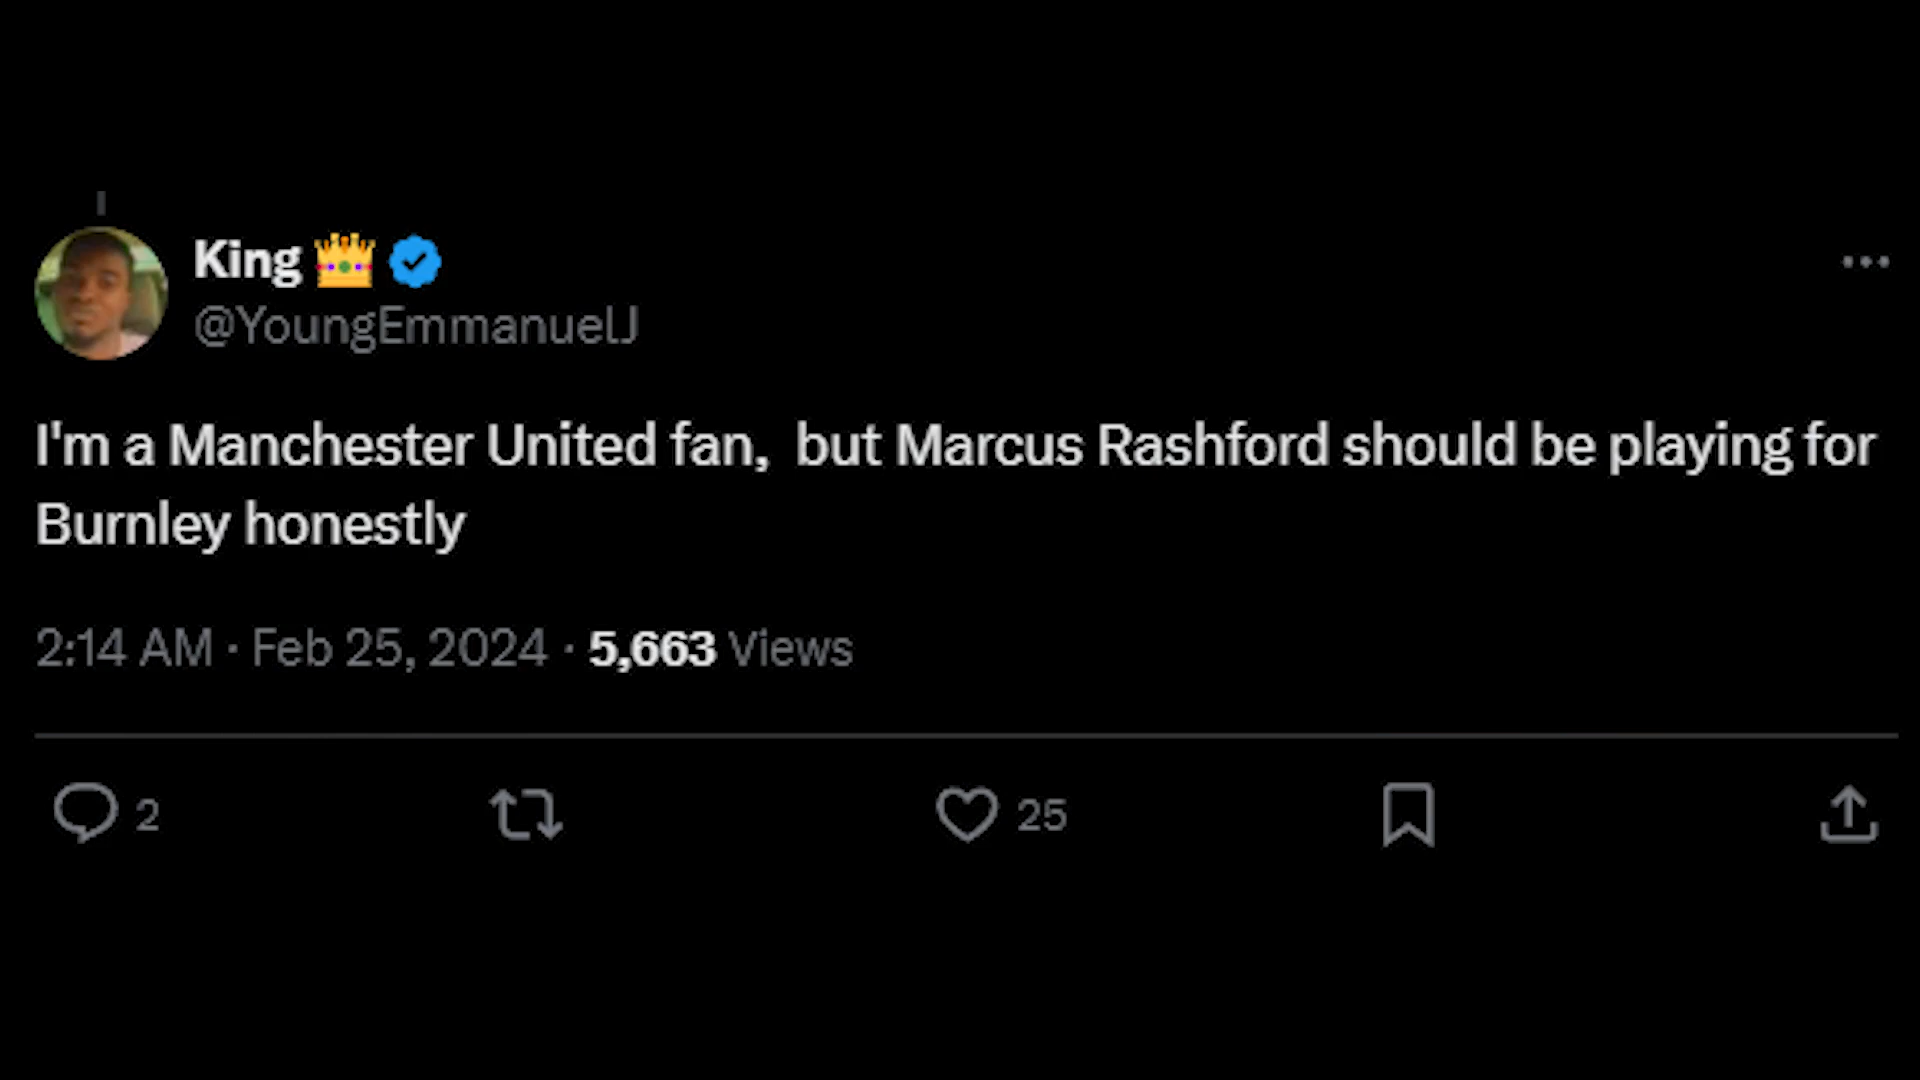 King 👑
@YoungEmmanuelJ
I'm a Manchester United fan,  but Marcus Rashford should be playing for
Burnley honestly
2:14 AM · Feb 25, 2024 · 5,663 Views
2 25